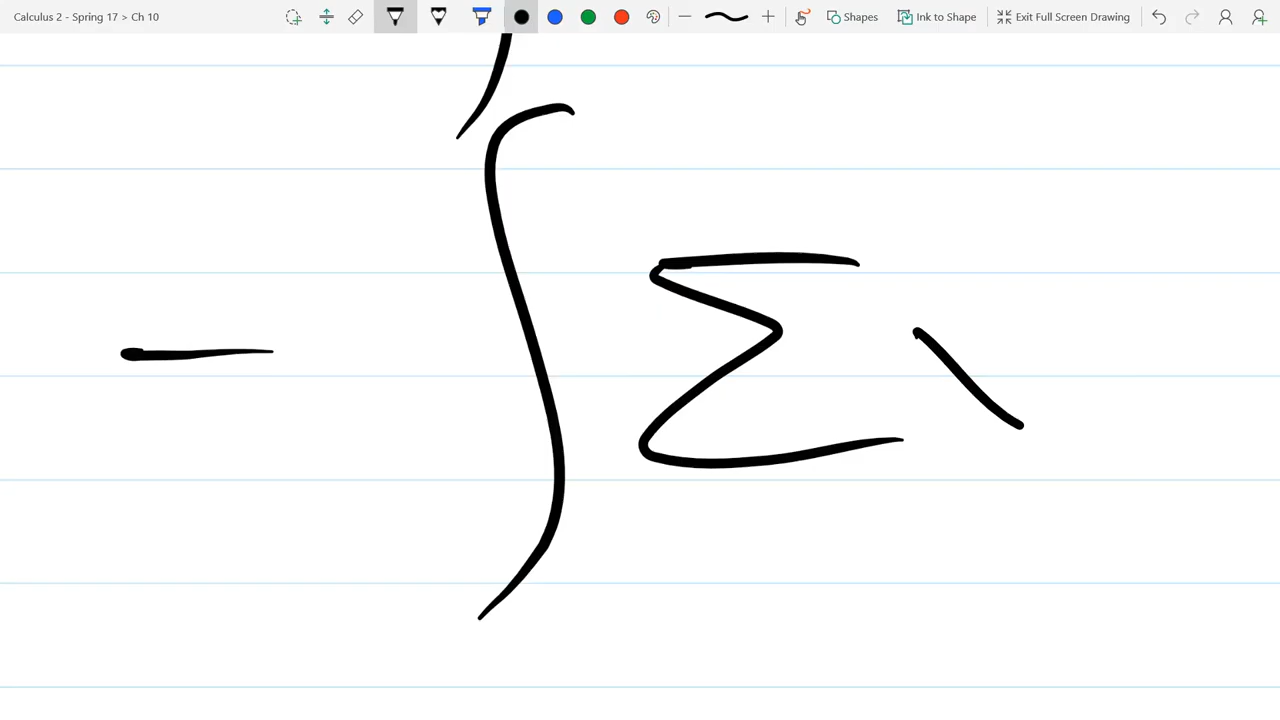 Calculus 2 - Spring 17 > Ch 10
Shapes
Ink to Shape
Exit Full Screen Drawing
- ∫ Σ \